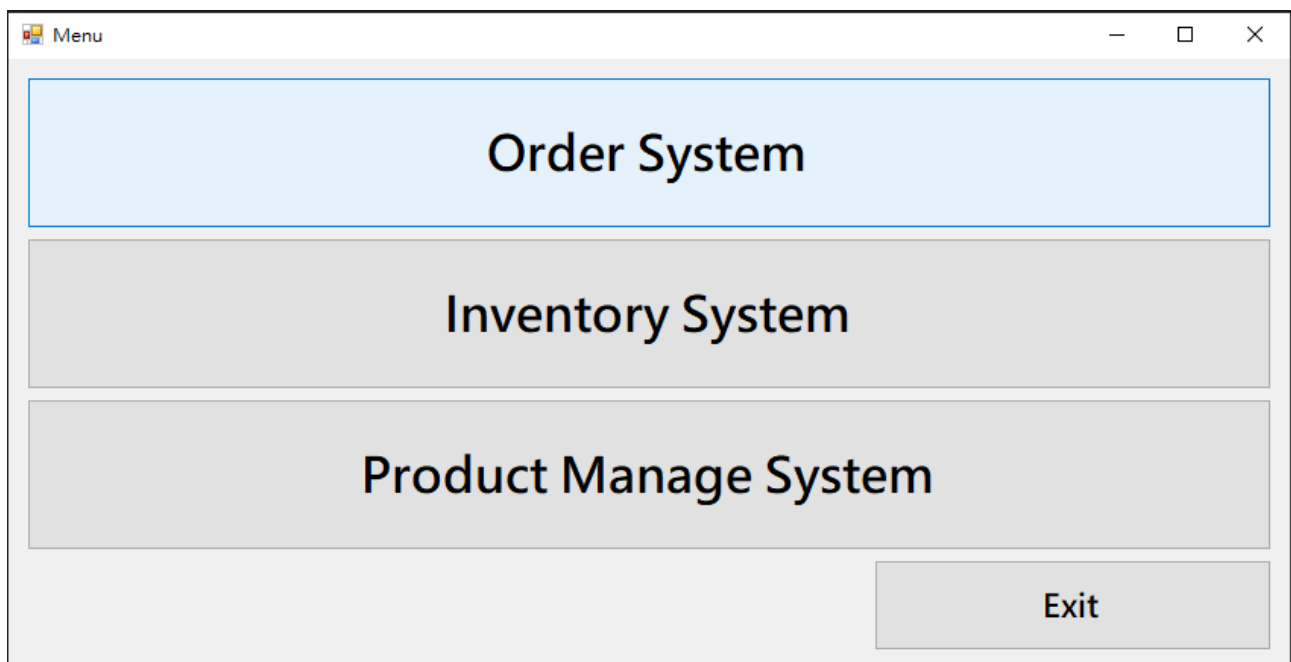 Menu
Order System
Inventory System
Product Manage System
Exit